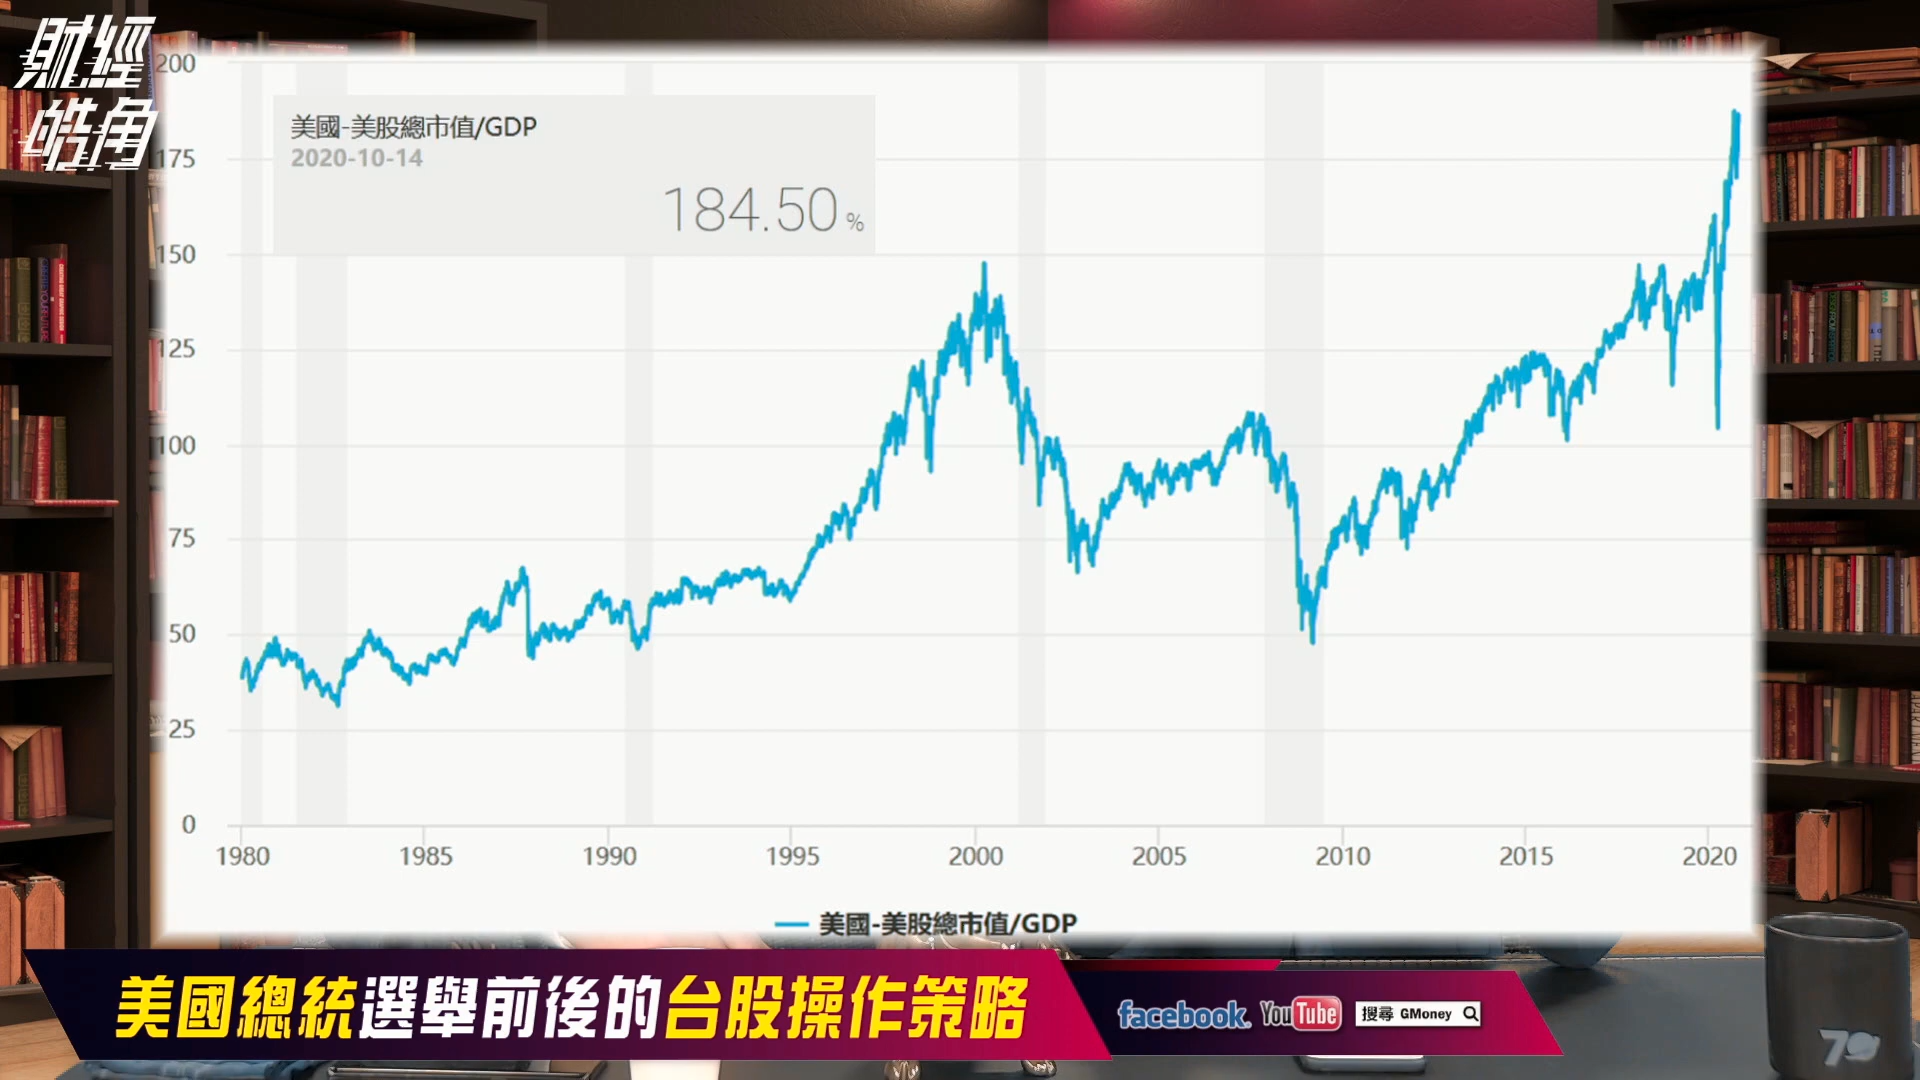 財經
皓角
200
175
150
125
100
75
50
25
0
美國-美股總市值/GDP
2020-10-14
184.50 %
1980 1985 1990 1995 2000 2005 2010 2015 2020
美國-美股總市值/GDP
美國總統選舉前後的台股操作策略
facebook. YouTube 搜尋 GMoney